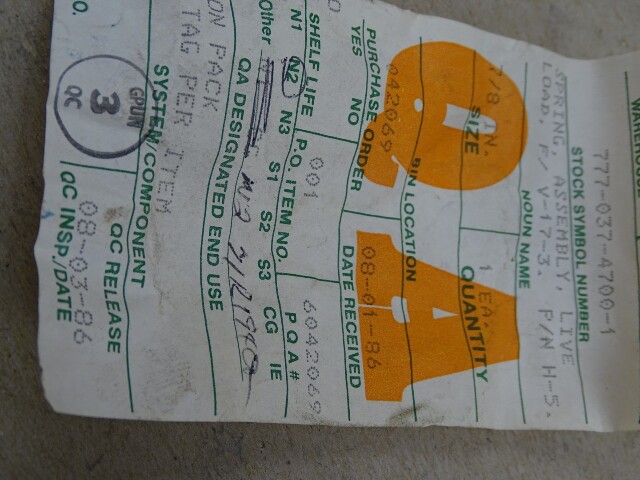 STOCK SYMBOL NUMBER
777-037-4700-1
NOUN NAME
SPRING, ASSEMBLY, LIVE
LOAD. F/ V-17-3. P/N H-5.
SIZE QUANTITY
7/8 IN. 1 EA.
QA
BIN LOCATION
PURCHASE ORDER DATE RECEIVED
042069 08-01-86
YES NO
SHELF LIFE P.O. ITEM NO. P Q A #
001 6042069
N1 N2 N3 S1 S2 S3 CG IE
Other
QA DESIGNATED END USE
ON PACK
TAG PER ITEM
SYSTEM/COMPONENT QC RELEASE
GPUN
3
QC
QC INSP./DATE
08-03-86
O.